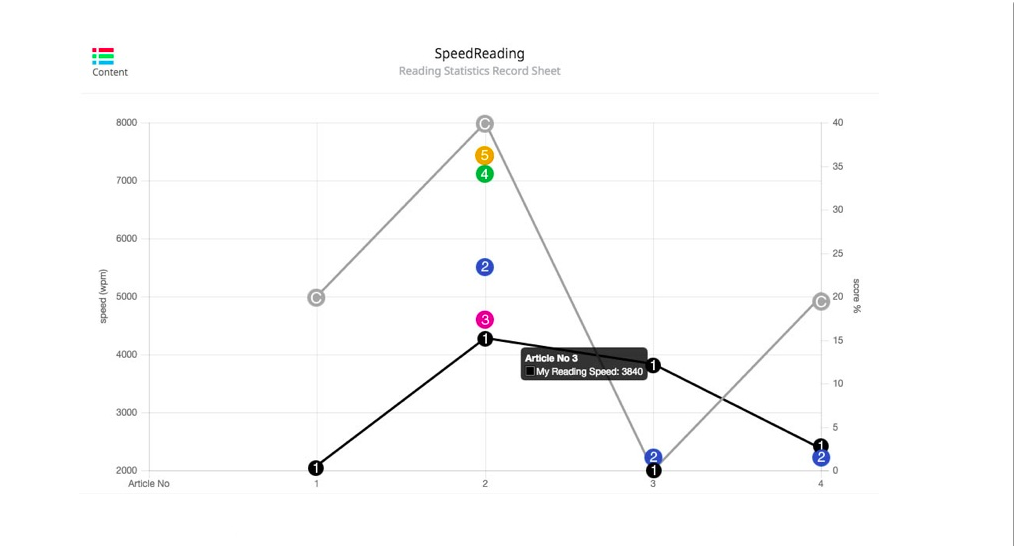 SpeedReading
Reading Statistics Record Sheet
Content
8000
7000
6000
5000
4000
3000
2000
speed (wpm)
40
35
30
25
20
15
10
5
0
score %
C
C
C
5
4
2
3
1
Article No 3
My Reading Speed: 3840
1
1
2
1
1
2
Article No
1
2
3
4